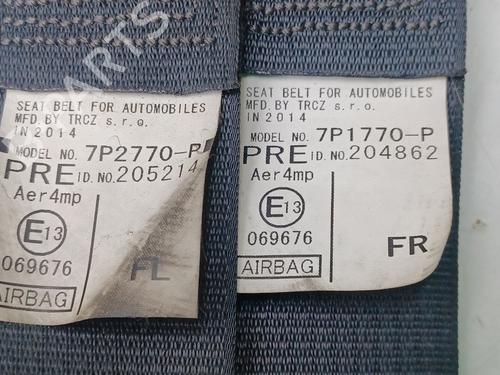 SEAT BELT FOR AUTOMOBILES
MFD. BY TRCZ s.r.o.
IN 2014
MODEL NO. 7P2770-P
PRE ID.NO.205214
Aer4mp
E13
069676
FL
AIRBAG
SEAT BELT FOR AUTOMOBILES
MFD.BY TRCZ s.r.o.
IN 2014
MODEL NO. 7P1770-P
PRE ID.NO.204862
Aer4mp
E13
069676
FR
AIRBAG